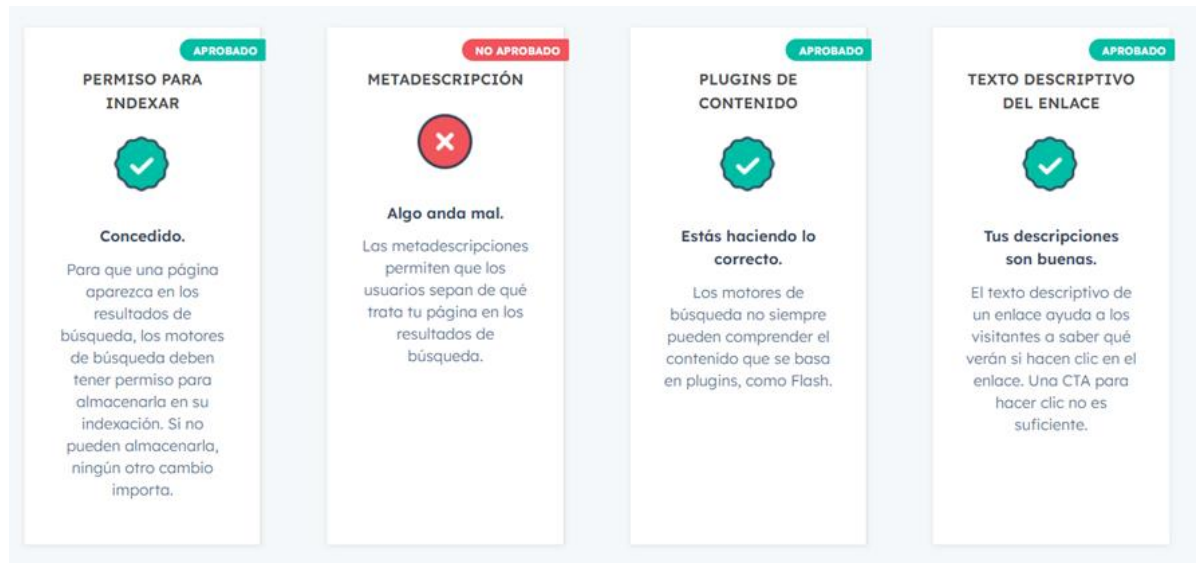 APROBADO
PERMISO PARA
INDEXAR
Concedido.
Para que una página
aparezca en los
resultados de
búsqueda, los motores
de búsqueda deben
tener permiso para
almacenarla en su
indexación. Si no
pueden almacenarla,
ningún otro cambio
importa.
NO APROBADO
METADESCRIPCIÓN
Algo anda mal.
Las metadescripciones
permiten que los
usuarios sepan de qué
trata tu página en los
resultados de
búsqueda.
APROBADO
PLUGINS DE
CONTENIDO
Estás haciendo lo
correcto.
Los motores de
búsqueda no siempre
pueden comprender el
contenido que se basa
en plugins, como Flash.
APROBADO
TEXTO DESCRIPTIVO
DEL ENLACE
Tus descripciones
son buenas.
El texto descriptivo de
un enlace ayuda a los
visitantes a saber qué
verán si hacen clic en el
enlace. Una CTA para
hacer clic no es
suficiente.